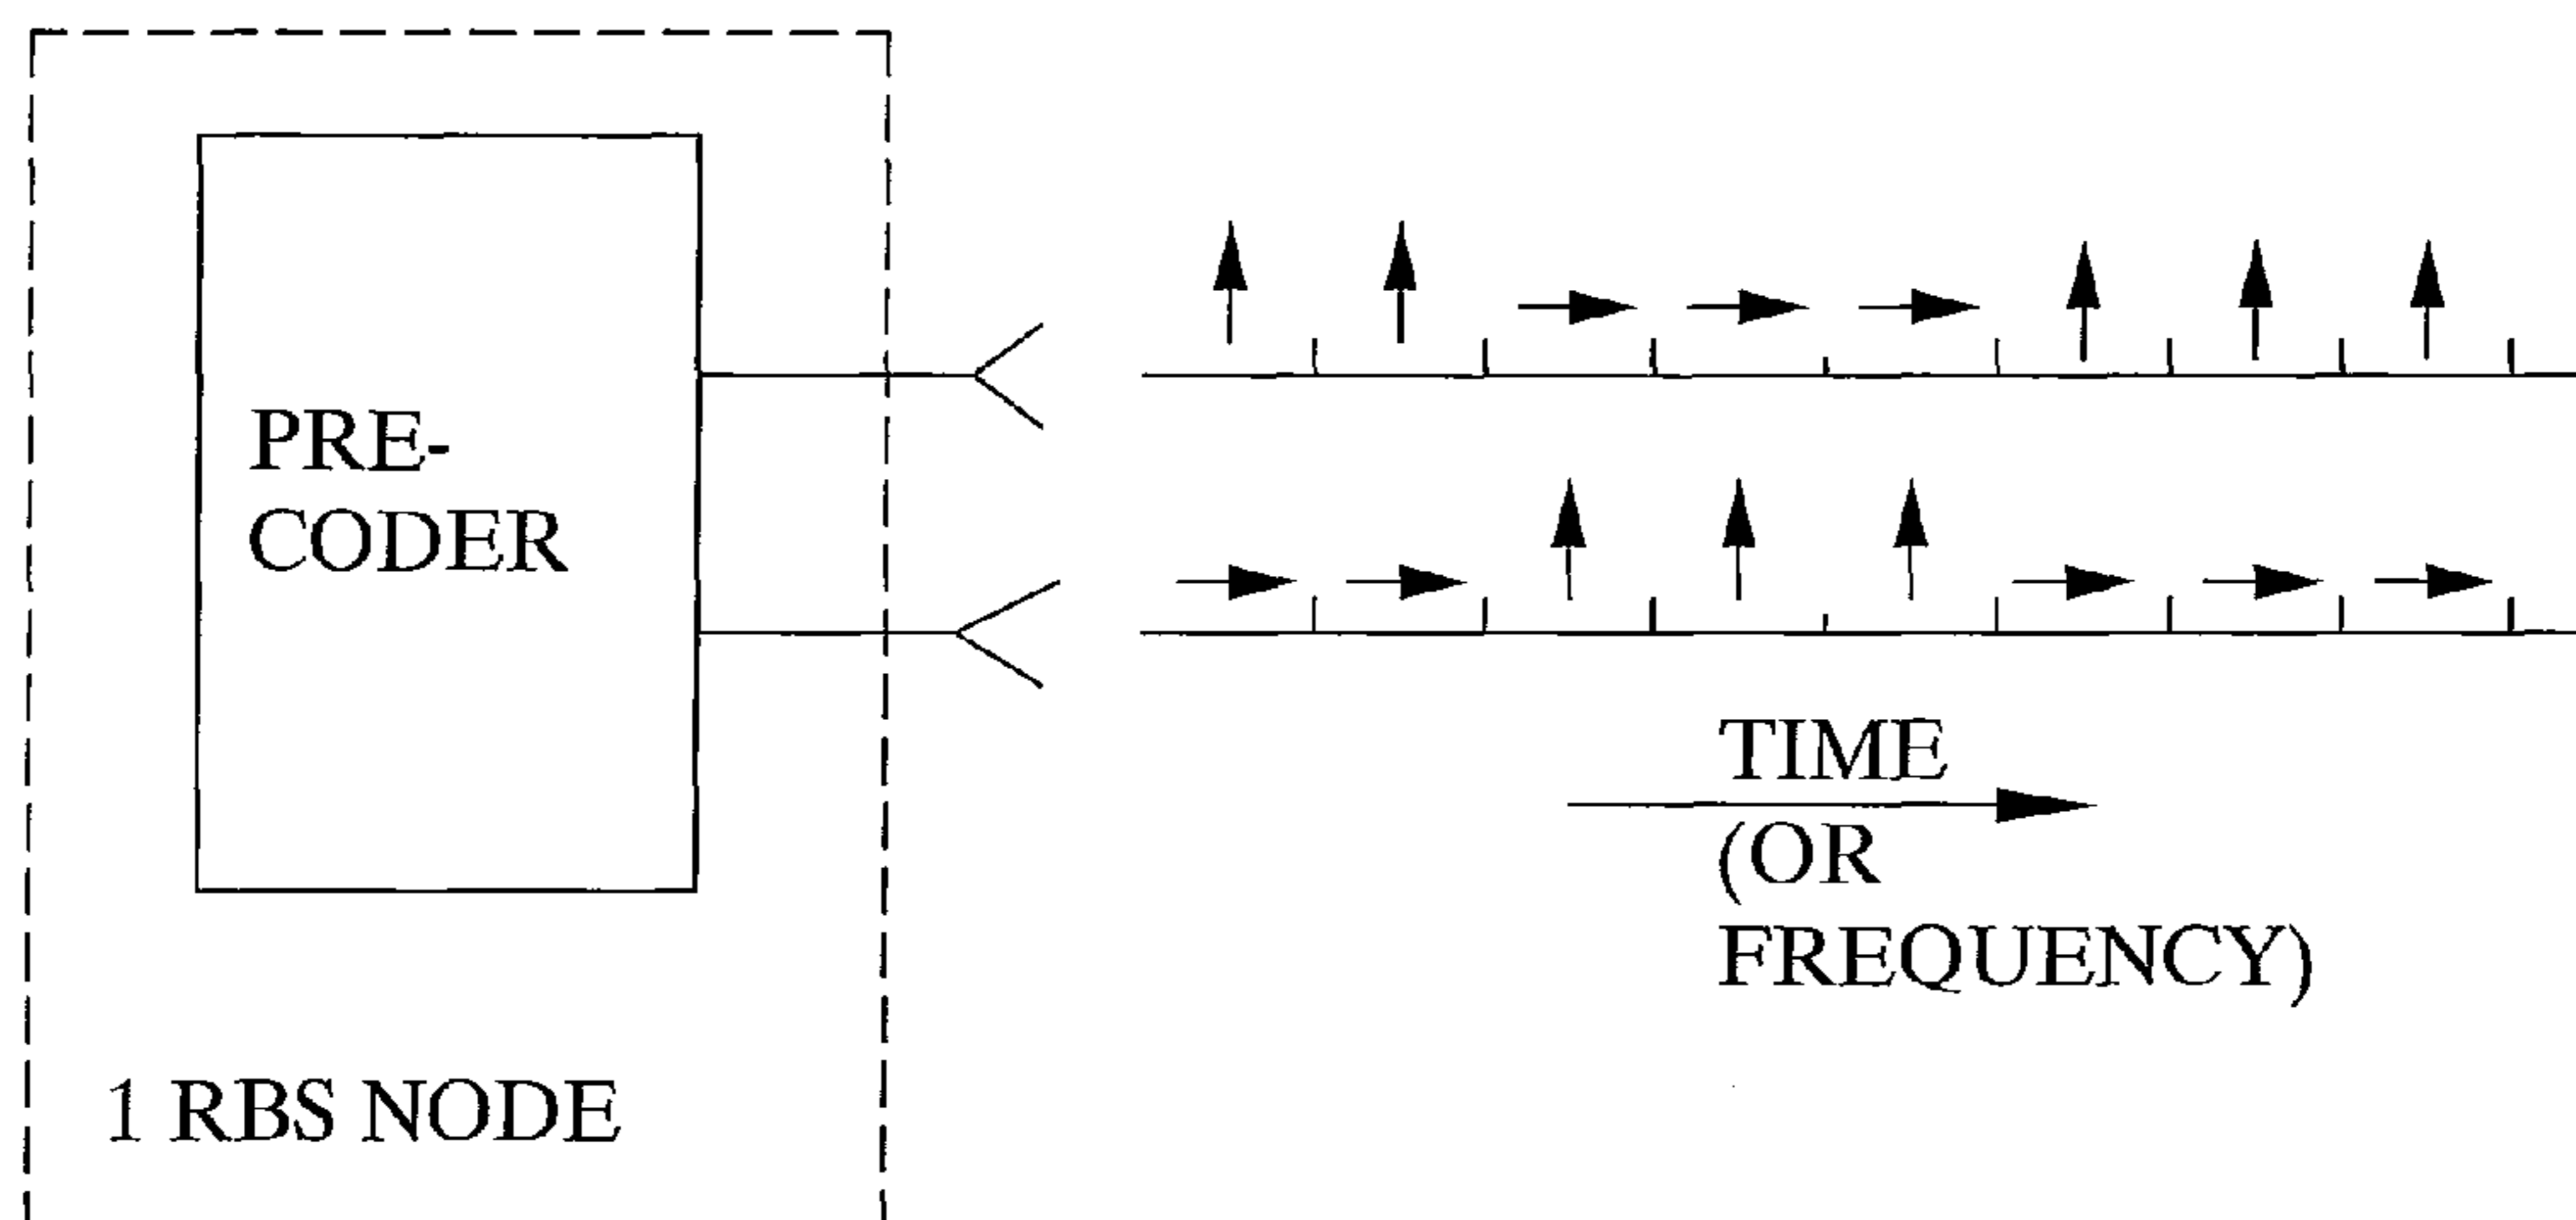 PRE-
CODER
TIME
(OR
FREQUENCY)
1 RBS NODE